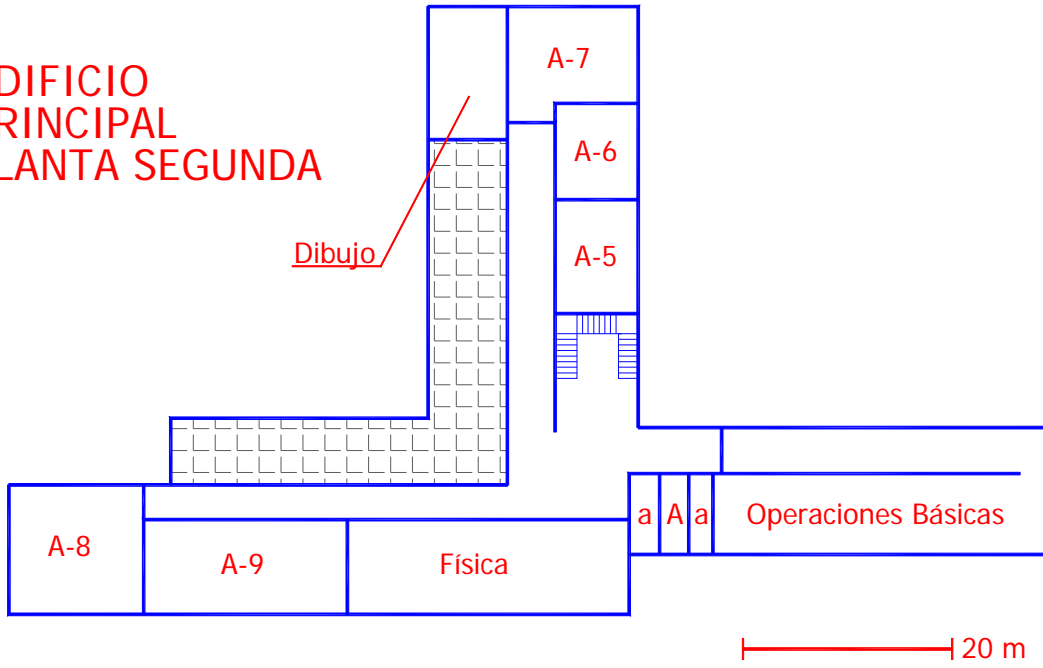 DIFICIO
RINCIPAL
LANTA SEGUNDA
A-7
A-6
Dibujo
A-5
a A a Operaciones Básicas
A-8
A-9
Física
20 m